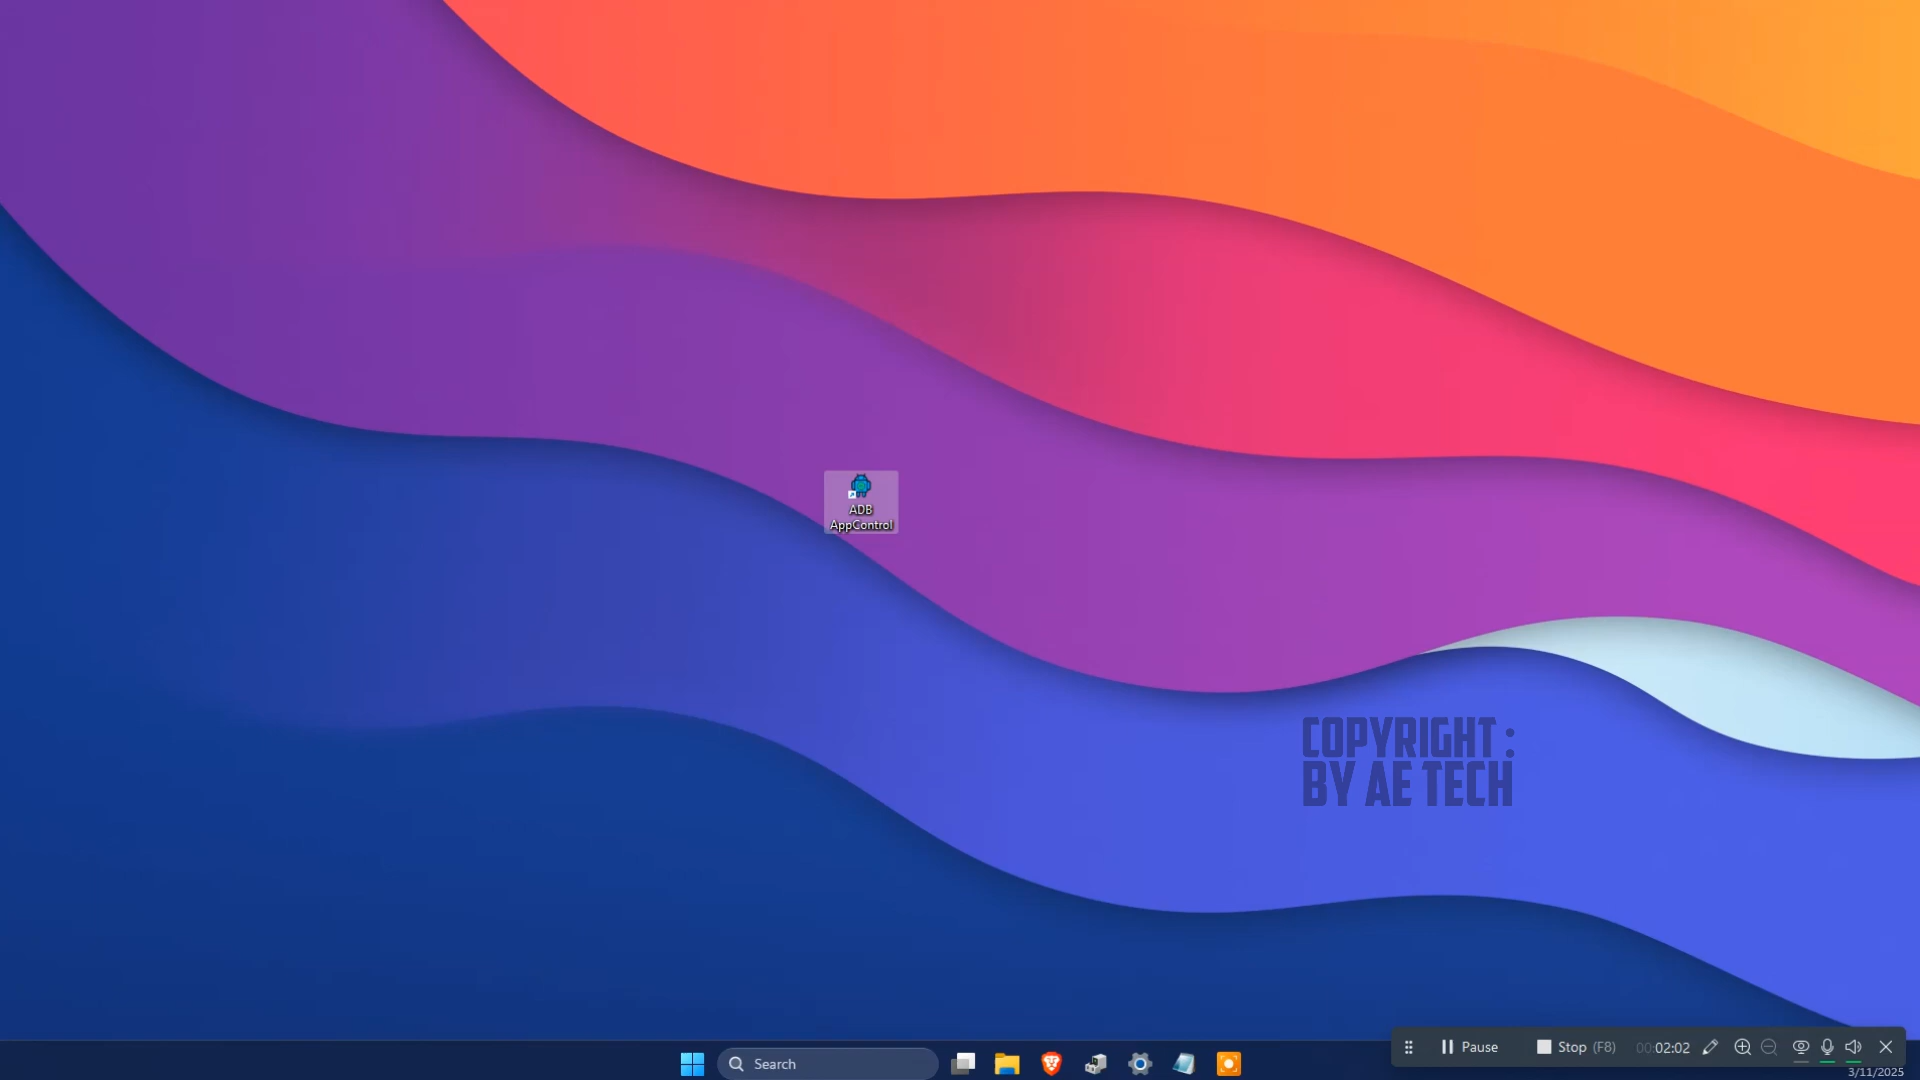 ADB
AppControl
COPYRIGHT :
BY AE TECH
Search
Pause
Stop (F8)
00:02:02
3/11/2025